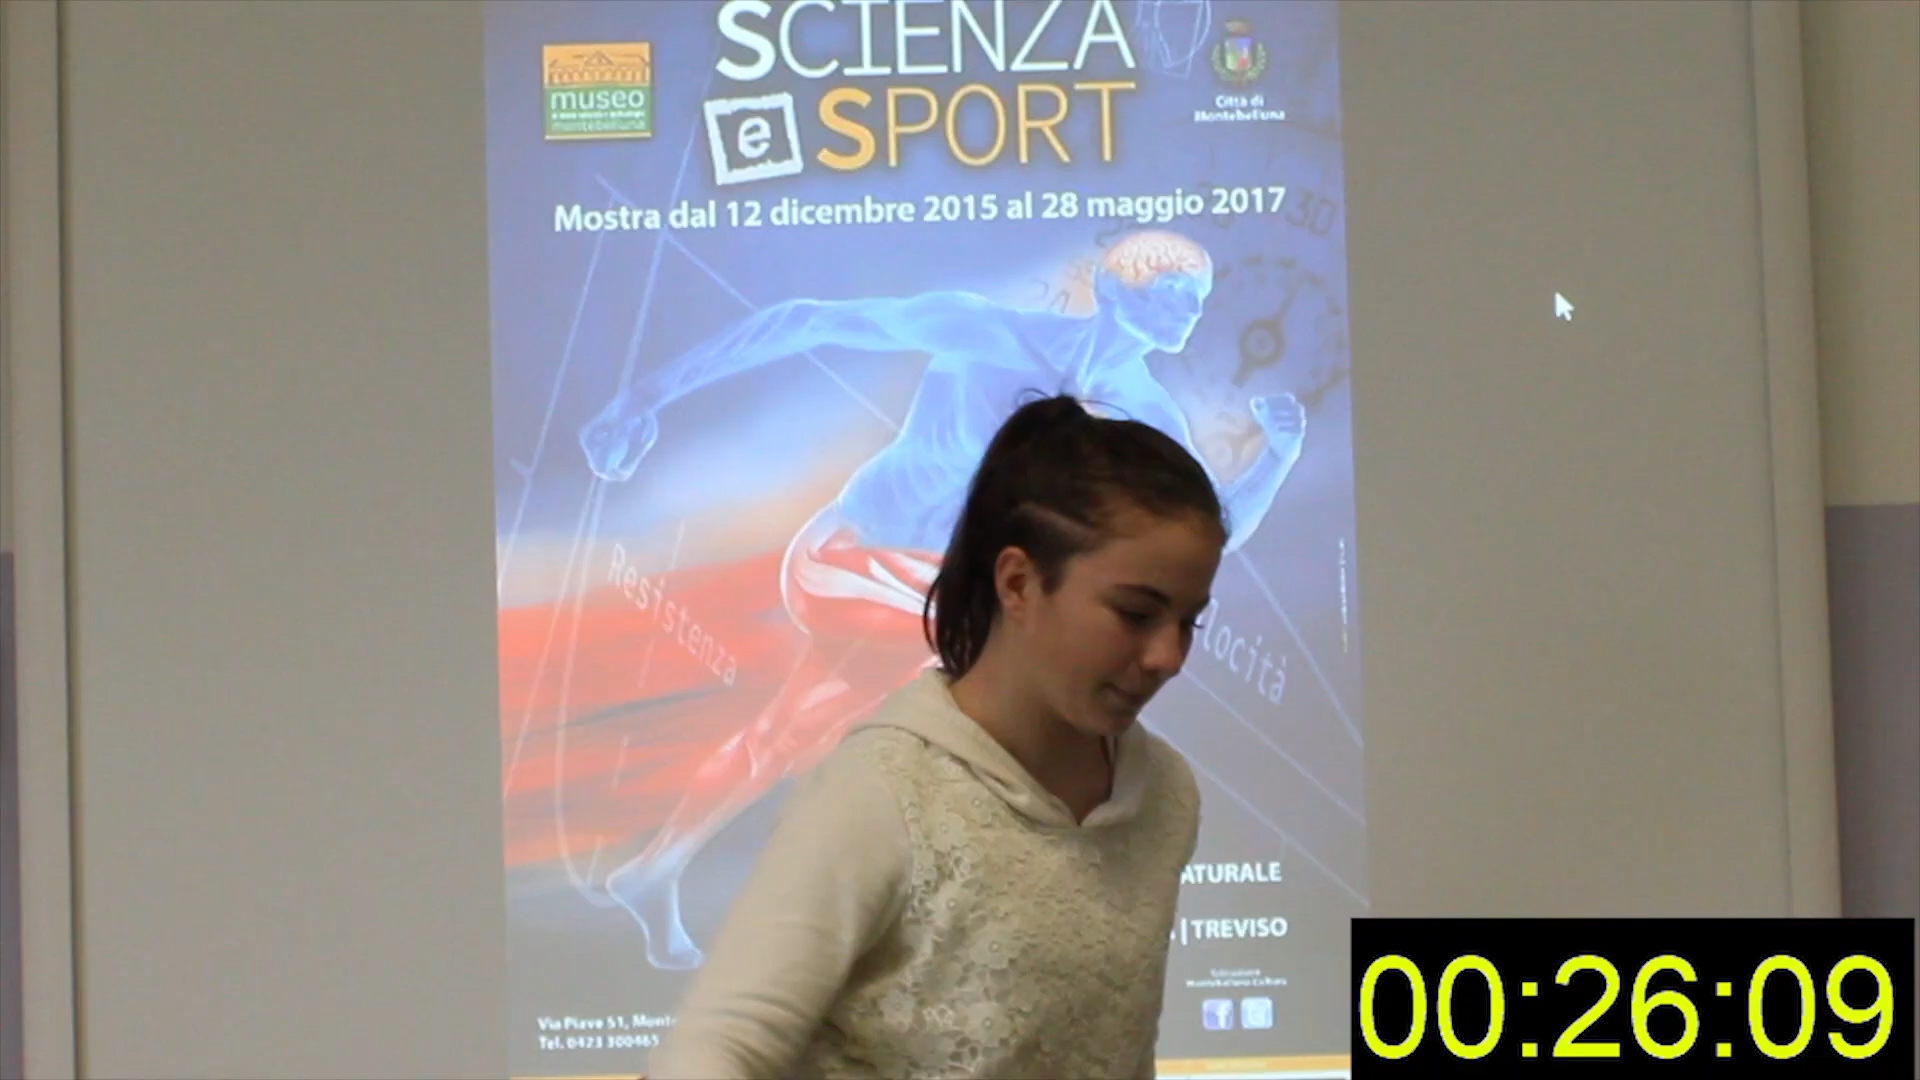 SCIENZA
e SPORT
museo
montebelluna
Città di
Montebelluna
Mostra dal 12 dicembre 2015 al 28 maggio 2017
Resistenza
locità
ATURALE
| TREVISO
Via Piave 51, Monte
Tel. 0423 300465
00:26:09